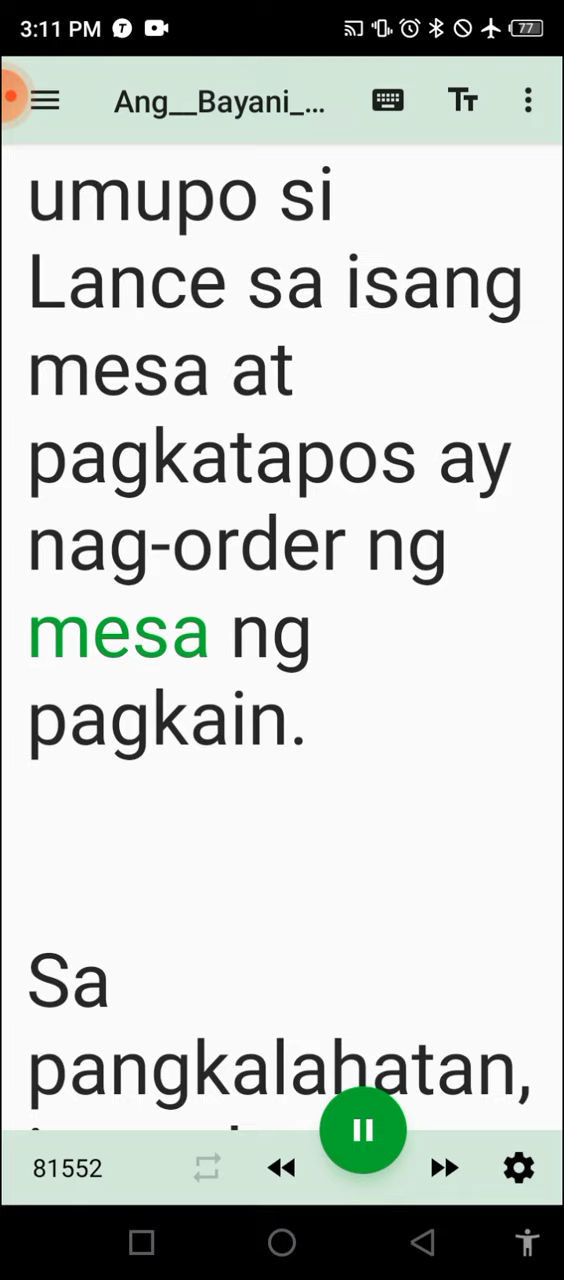 3:11 PM
77
Ang__Bayani_...
umupo si
Lance sa isang
mesa at
pagkatapos ay
nag-order ng
mesa ng
pagkain.
Sa
pangkalahatan,
81552